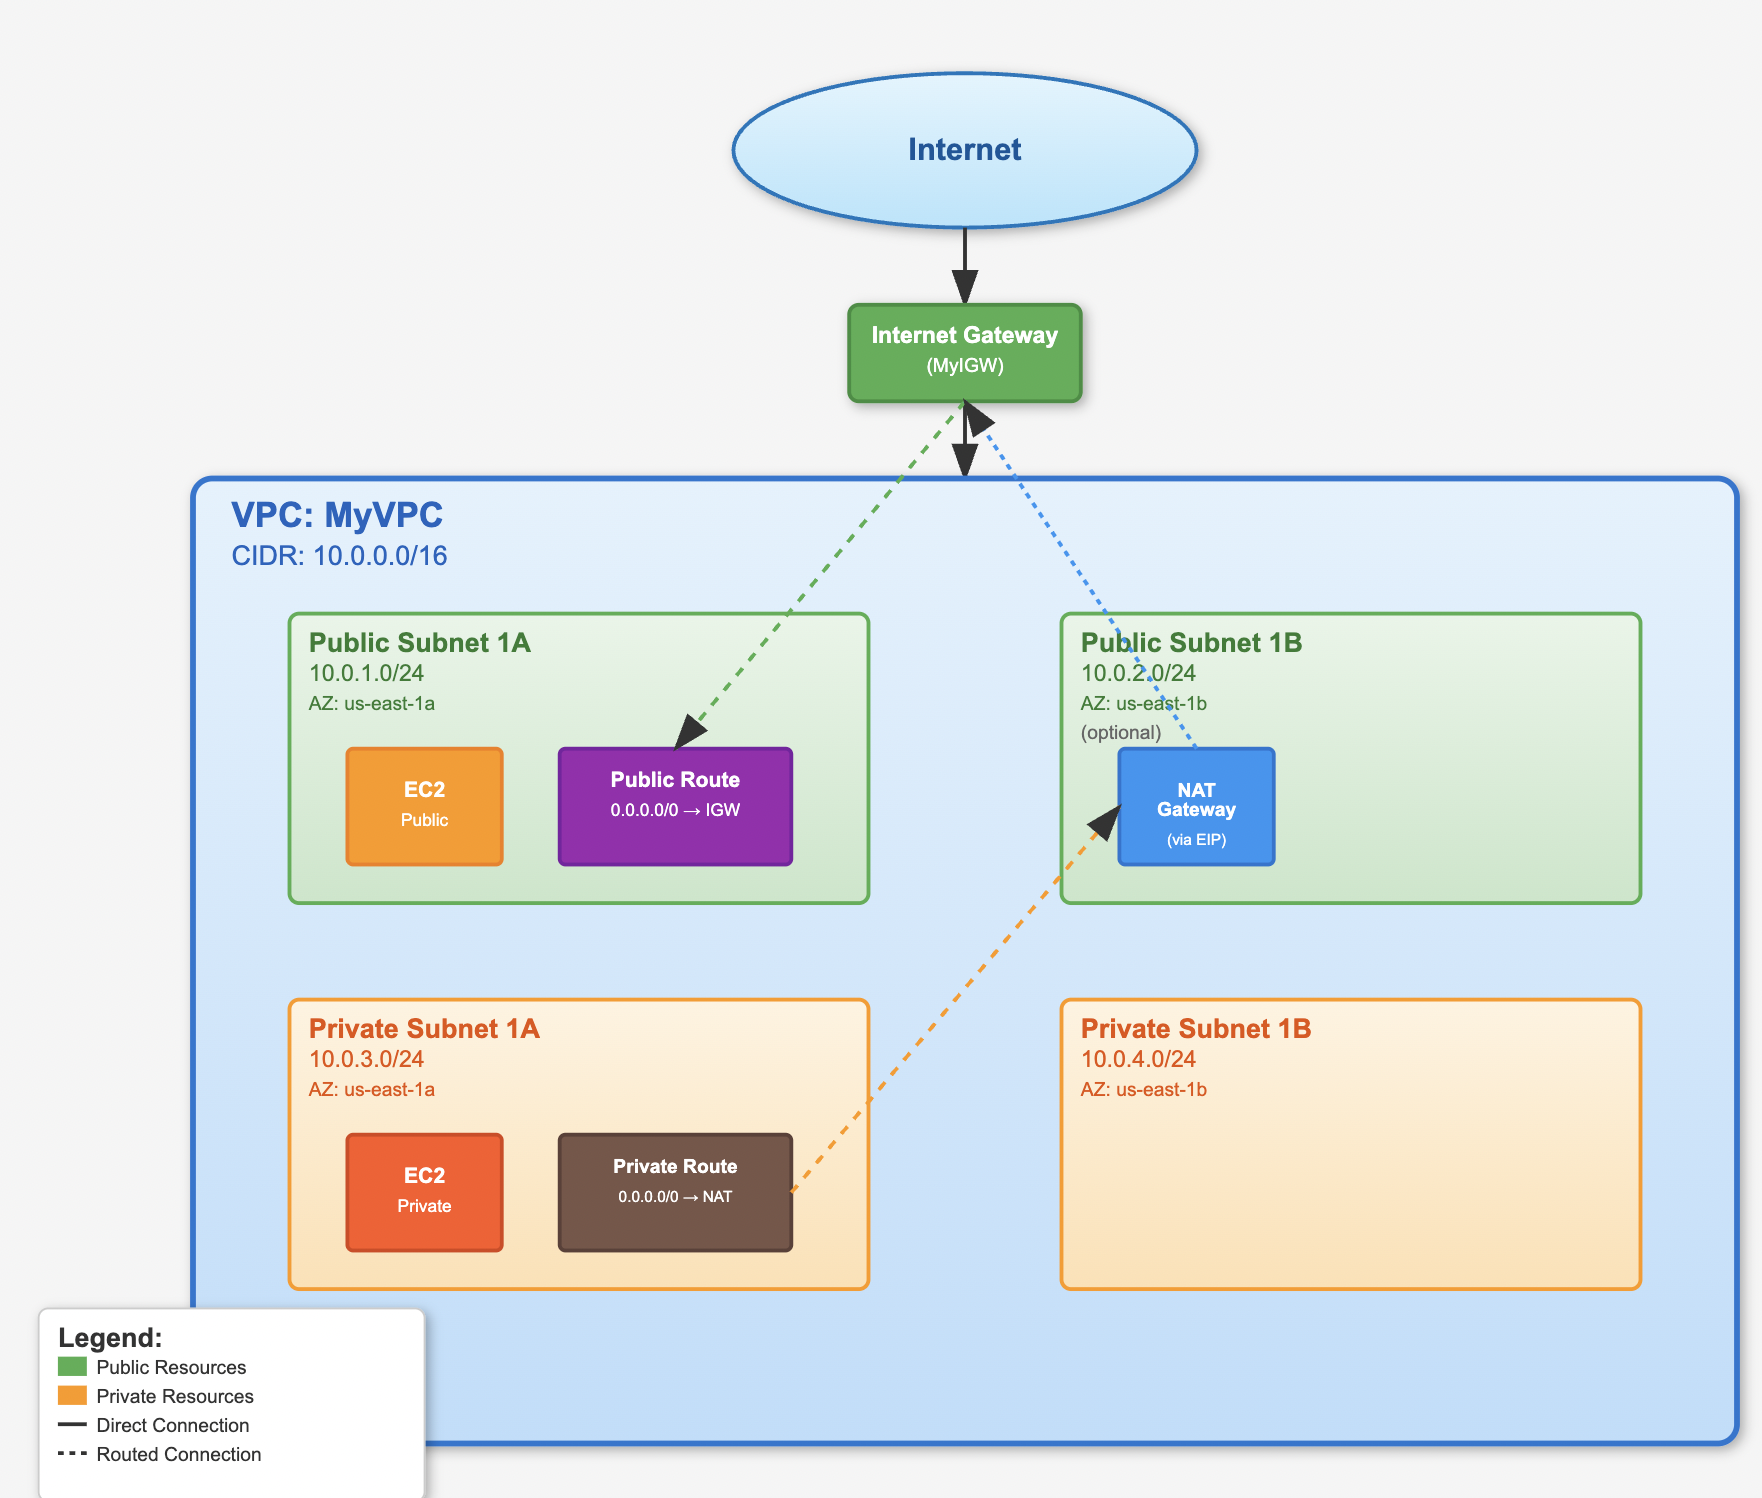 Internet
Internet Gateway
(MyIGW)
VPC: MyVPC
CIDR: 10.0.0.0/16
Public Subnet 1A
10.0.1.0/24
AZ: us-east-1a
EC2
Public
Public Route
0.0.0.0/0 → IGW
Public Subnet 1B
10.0.2.0/24
AZ: us-east-1b
(optional)
NAT
Gateway
(via EIP)
Private Subnet 1A
10.0.3.0/24
AZ: us-east-1a
EC2
Private
Private Route
0.0.0.0/0 → NAT
Private Subnet 1B
10.0.4.0/24
AZ: us-east-1b
Legend:
Public Resources
Private Resources
Direct Connection
Routed Connection